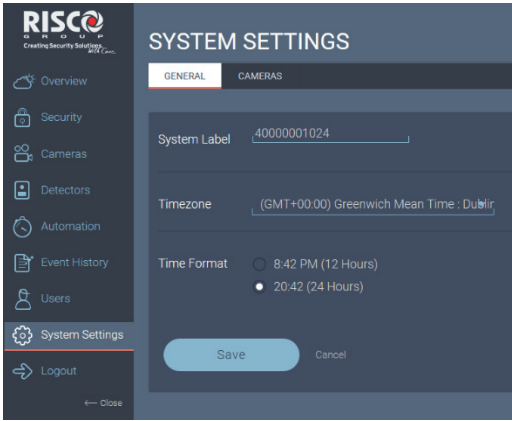 RISCO
GROUP
Creating Security Solutions
With Care
SYSTEM SETTINGS
GENERAL
CAMERAS
Overview
Security
Cameras
Detectors
Automation
Event History
Users
System Settings
Logout
← Close
System Label 40000001024
Timezone (GMT+00:00) Greenwich Mean Time : Dublin
Time Format 8:42 PM (12 Hours)
20:42 (24 Hours)
Save Cancel